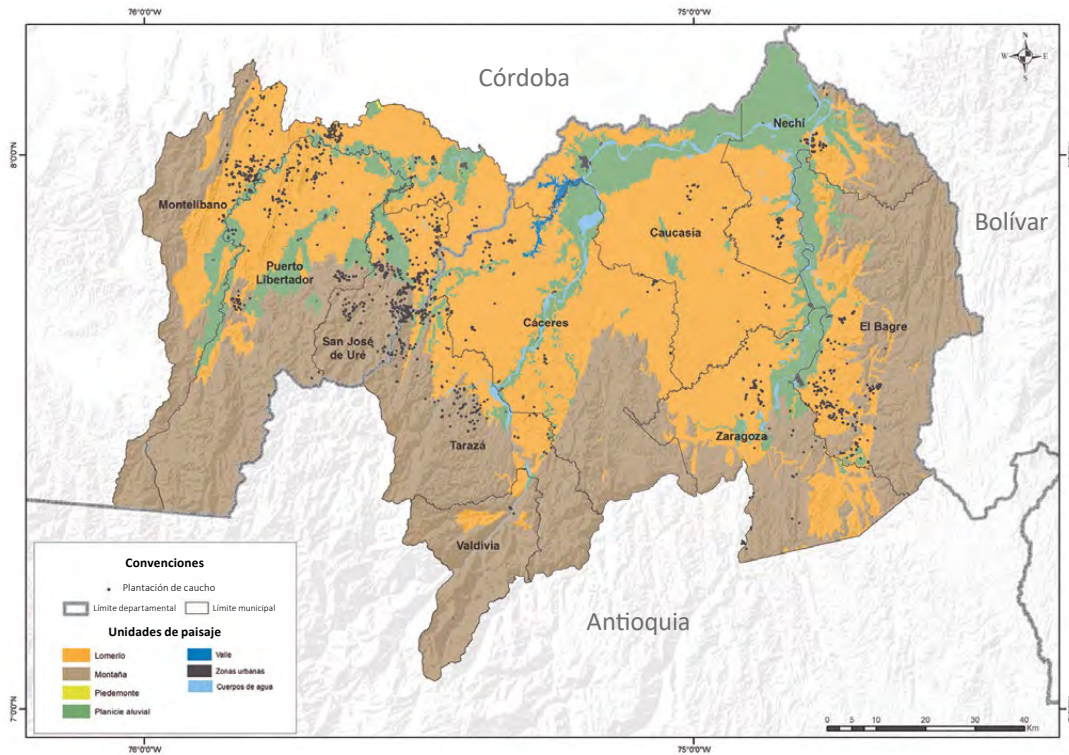 76°0'0"W
75°0'0"W
N
W
E
S
Córdoba
Nechí
8°0'0"N
Montelíbano
Bolívar
Caucasia
Puerto
Libertador
Cáceres
El Bagre
San José
de Uré
Zaragoza
Tarazá
Valdivia
Antioquia
Convenciones
Plantación de caucho
Límite departamental
Límite municipal
Unidades de paisaje
Lomerío
Valle
Montaña
Zonas urbanas
Piedemonte
Cuerpos de agua
Planicie aluvial
7°0'0"N
0 5 10 20 30 40
Km
76°0'0"W
75°0'0"W